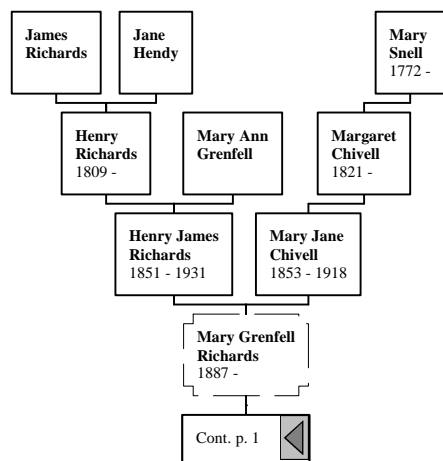 James
Richards
Jane
Hendy
Mary
Snell
1772 -
Henry
Richards
1809 -
Mary Ann
Grenfell
Margaret
Chivell
1821 -
Henry James
Richards
1851 - 1931
Mary Jane
Chivell
1853 - 1918
Mary Grenfell
Richards
1887 -
Cont. p. 1